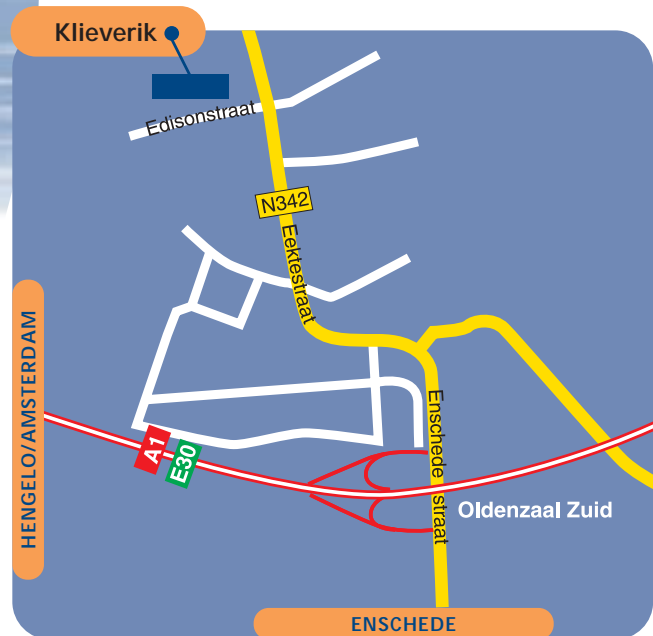 Klieverik
Edisonstraat
N342
Eektestraat
HENGELO/AMSTERDAM
A1
E30
Enschede straat
Oldenzaal Zuid
ENSCHEDE